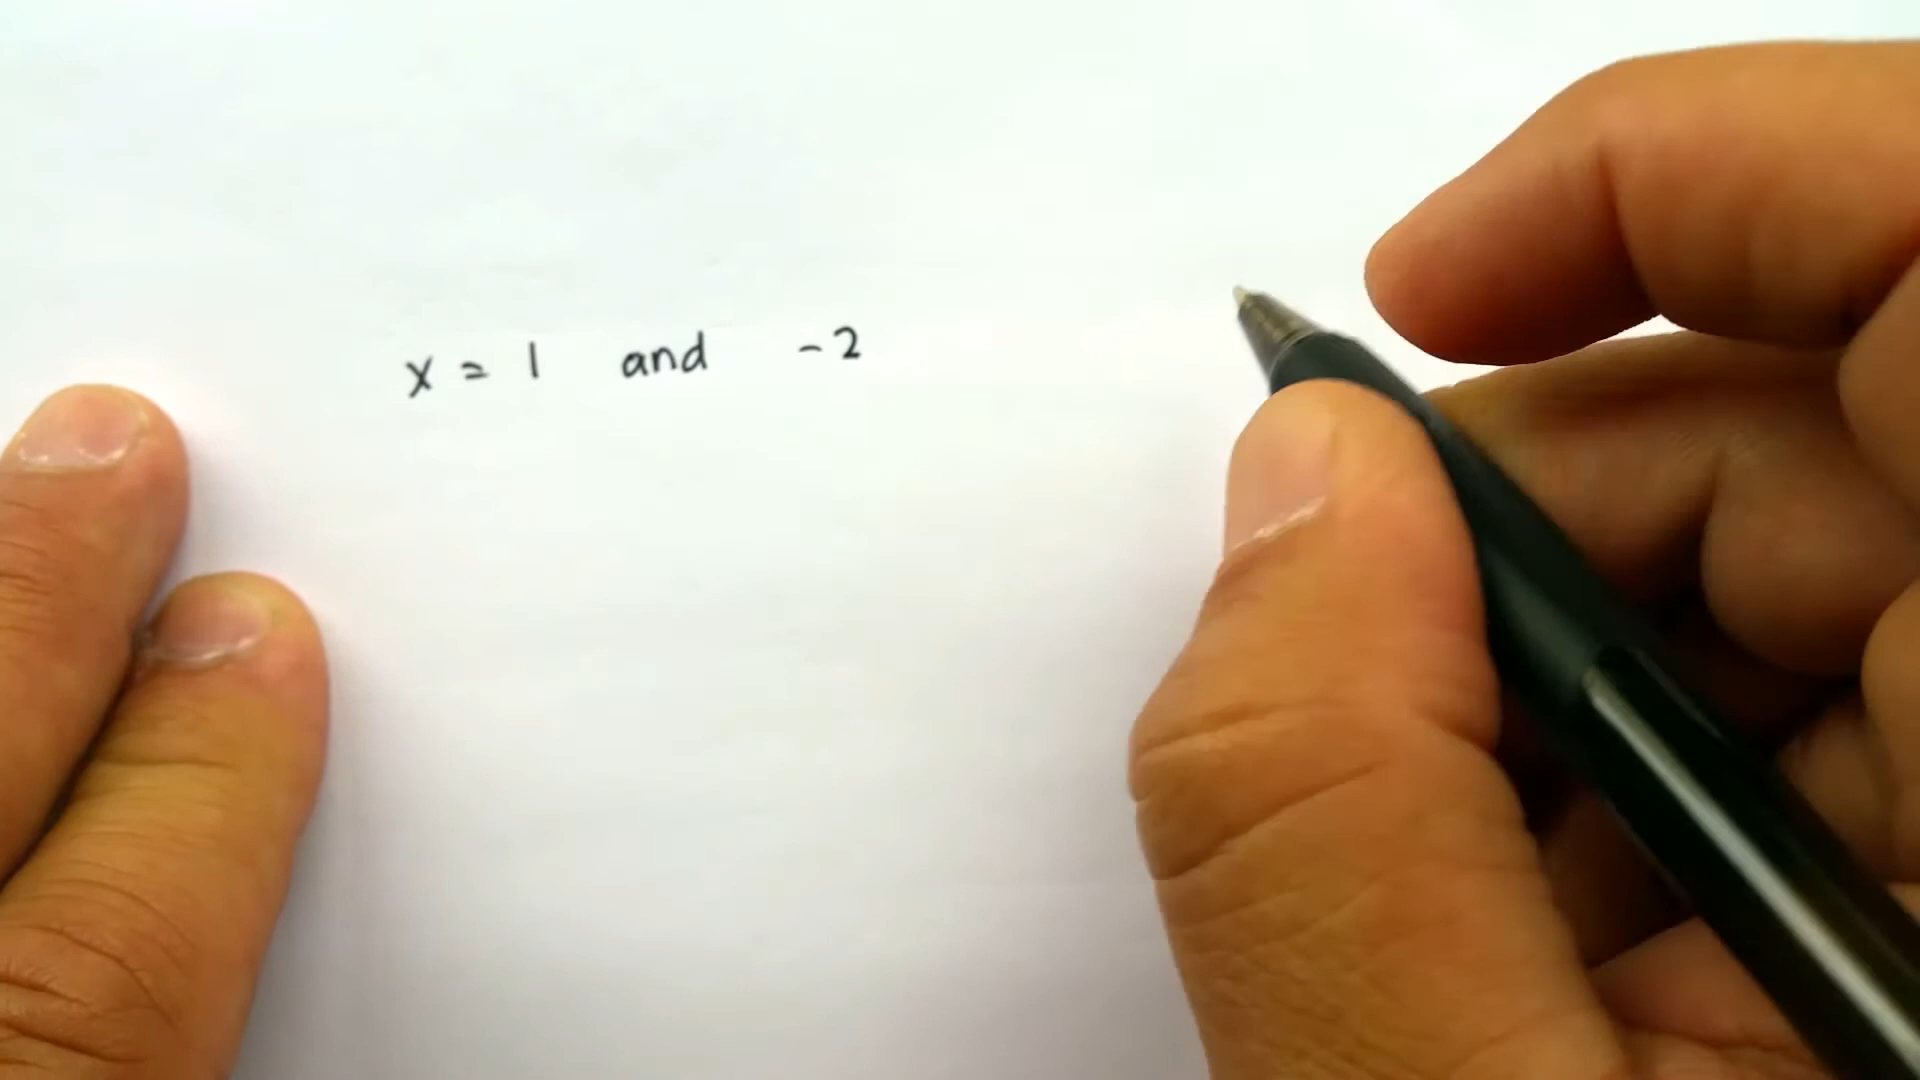 x = 1 and -2